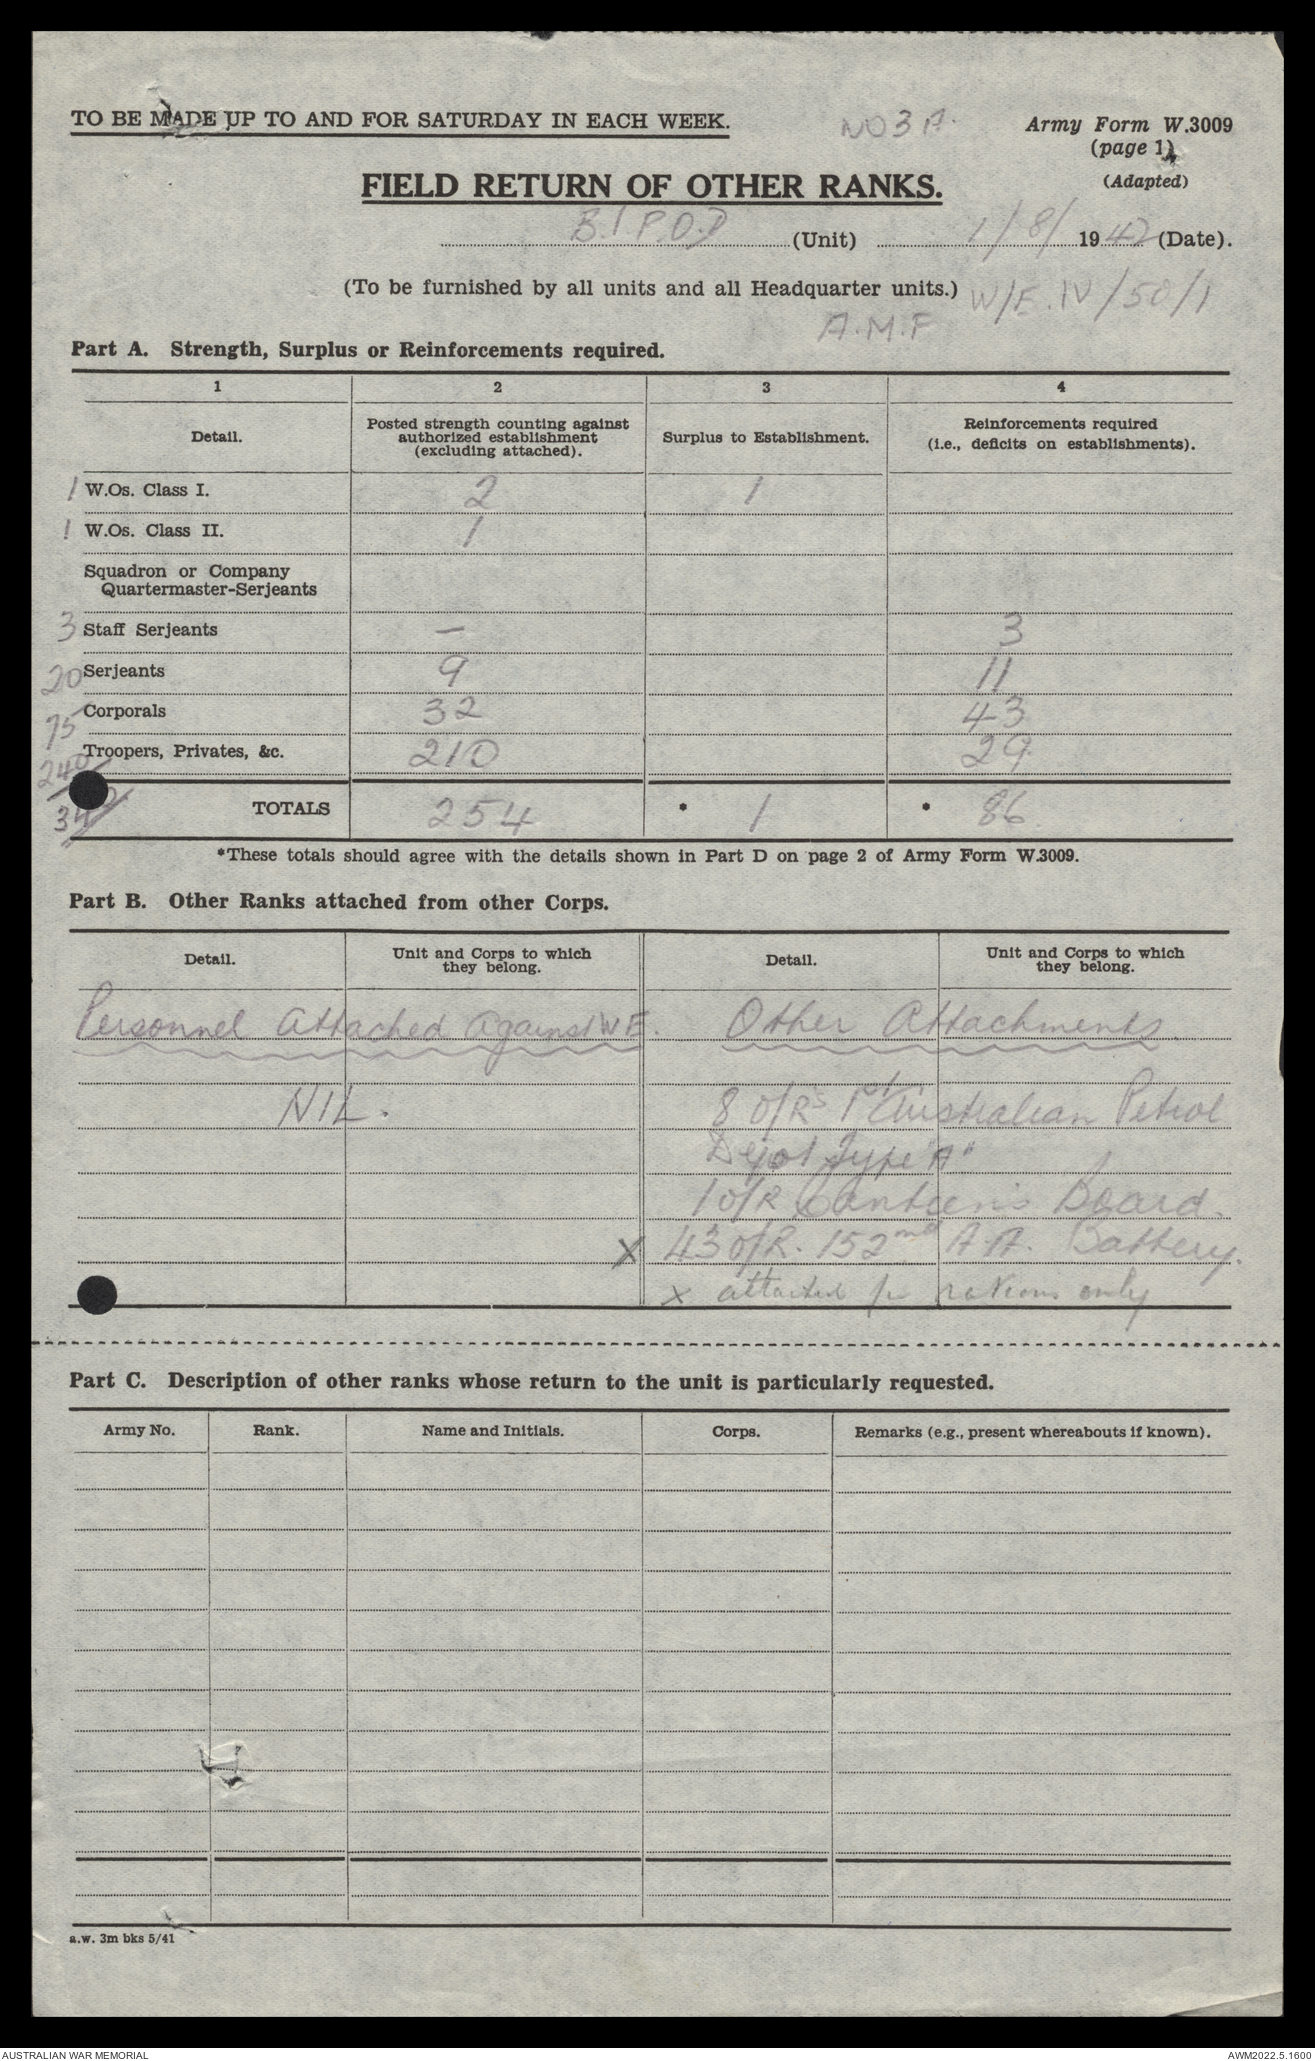 TO BE MADE UP TO AND FOR SATURDAY IN EACH WEEK.
NO 3 A.
Army Form W.3009
(page 1)
(Adapted)
FIELD RETURN OF OTHER RANKS.
B.I.P.O.D (Unit) 1/8/1942 (Date).
(To be furnished by all units and all Headquarter units.)
W/E. IV/50/1
A.M.F
Part A. Strength, Surplus or Reinforcements required.
1 2 3 4
Detail. Posted strength counting against authorized establishment (excluding attached). Surplus to Establishment. Reinforcements required (i.e., deficits on establishments).
1 W.Os. Class I. 2 1
1 W.Os. Class II. 1
Squadron or Company
Quartermaster-Serjeants
3 Staff Serjeants — 3
20 Serjeants 9 11
75 Corporals 32 43
240 Troopers, Privates, &c. 210 29
TOTALS 254 * 1 * 86
*These totals should agree with the details shown in Part D on page 2 of Army Form W.3009.
Part B. Other Ranks attached from other Corps.
Detail. Unit and Corps to which they belong. Detail. Unit and Corps to which they belong.
Personnel Attached Against W E. Other Attachments.
NIL. 8 O/Rs 1st Australian Petrol
Depot Type "A"
1 O/R Canteens Board.
X 43 O/R. 152nd A.A. Battery.
x attached for rations only
Part C. Description of other ranks whose return to the unit is particularly requested.
Army No. Rank. Name and Initials. Corps. Remarks (e.g., present whereabouts if known).
a.w. 3m bks 5/41
AUSTRALIAN WAR MEMORIAL AWM2022.5.1600